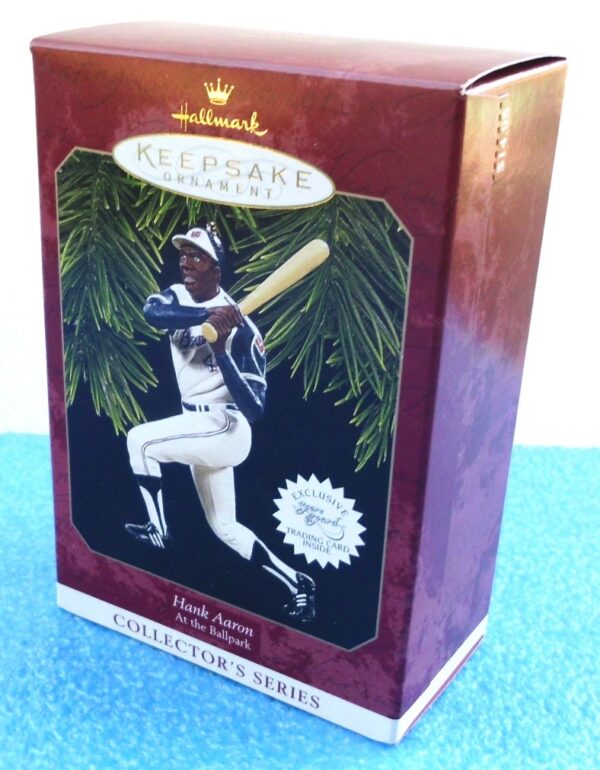 Hallmark
KEEPSAKE
ORNAMENT
EXCLUSIVE
TRADING CARD
INSIDE
Hank Aaron
At the Ballpark
COLLECTOR'S SERIES